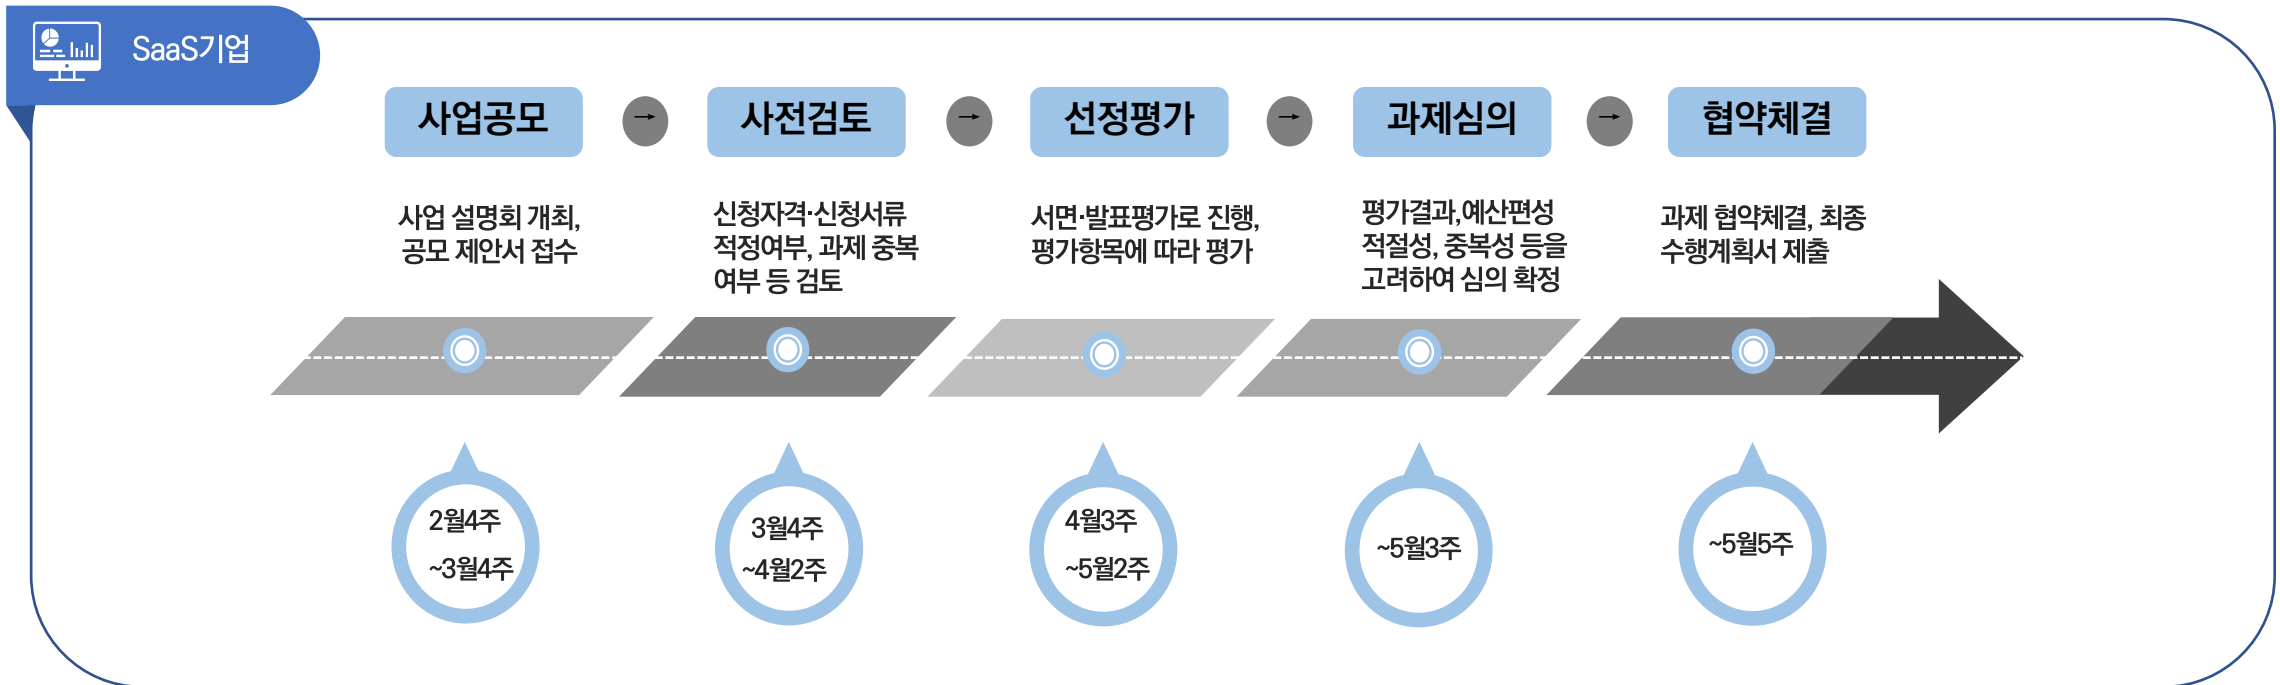 SaaS기업
사업공모 → 사전검토 → 선정평가 → 과제심의 → 협약체결
사업 설명회 개최,
공모 제안서 접수
신청자격·신청서류
적정여부, 과제 중복
여부 등 검토
서면·발표평가로 진행,
평가항목에 따라 평가
평가결과,예산편성
적절성, 중복성 등을
고려하여 심의 확정
과제 협약체결, 최종
수행계획서 제출
2월4주
~3월4주
3월4주
~4월2주
4월3주
~5월2주
~5월3주
~5월5주